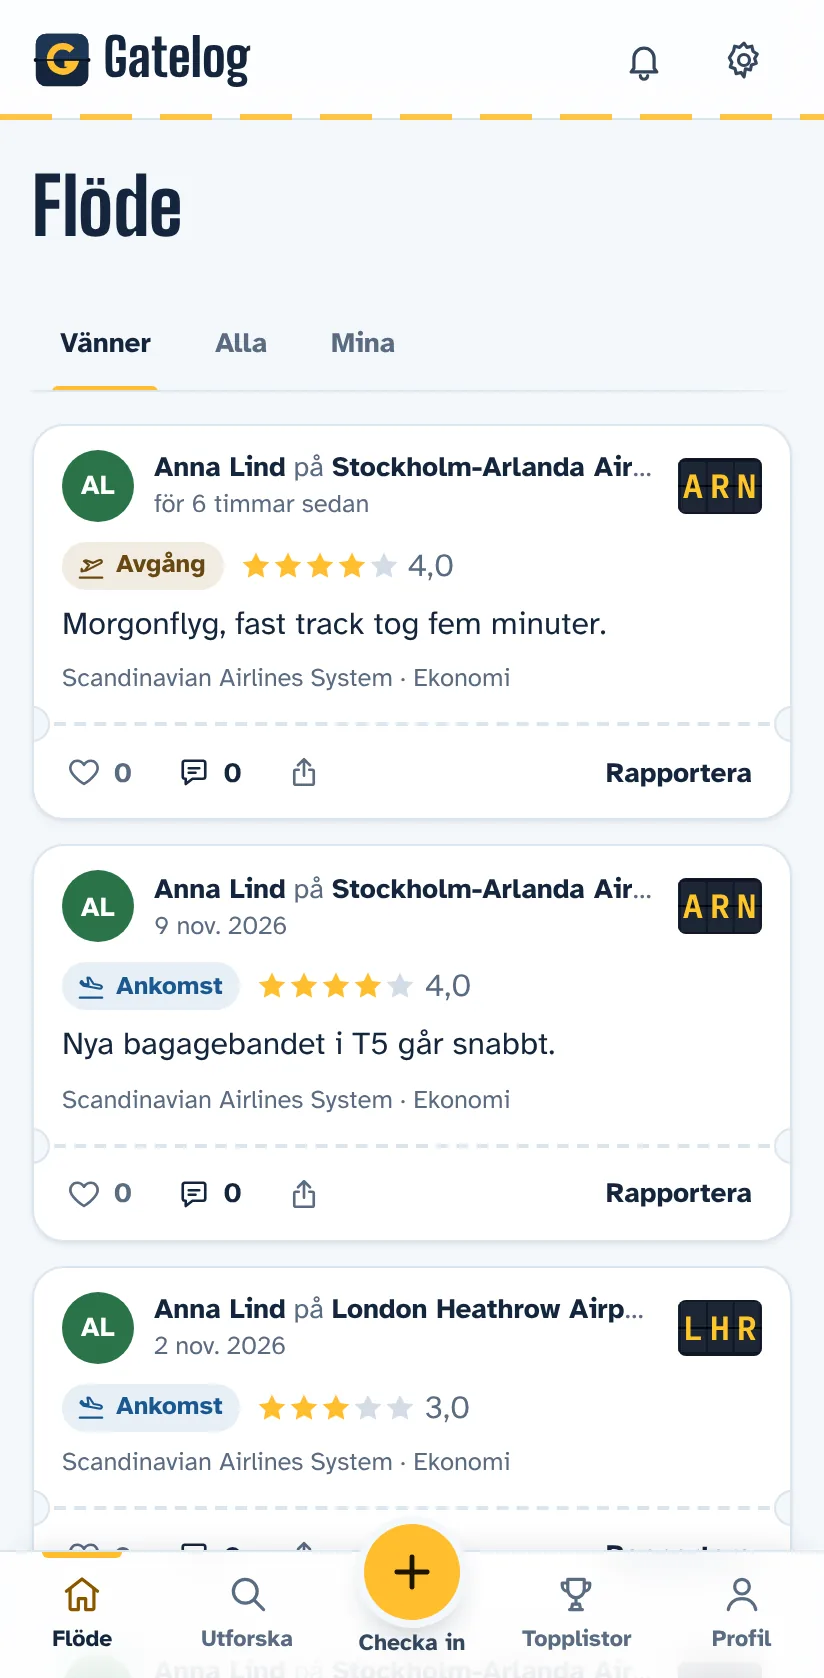 Gatelog
Flöde
Vänner Alla Mina
AL Anna Lind på Stockholm-Arlanda Air... ARN
för 6 timmar sedan
Avgång 4,0
Morgonflyg, fast track tog fem minuter.
Scandinavian Airlines System · Ekonomi
0 0 Rapportera
AL Anna Lind på Stockholm-Arlanda Air... ARN
9 nov. 2026
Ankomst 4,0
Nya bagagebandet i T5 går snabbt.
Scandinavian Airlines System · Ekonomi
0 0 Rapportera
AL Anna Lind på London Heathrow Airp... LHR
2 nov. 2026
Ankomst 3,0
Scandinavian Airlines System · Ekonomi
Flöde Utforska Checka in Topplistor Profil